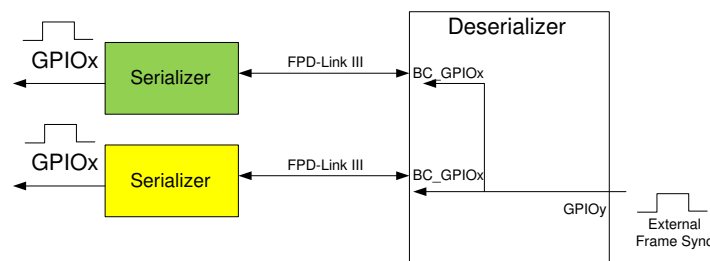 Deserializer
GPIOx
Serializer
FPD-Link III
BC_GPIOx
GPIOx
Serializer
FPD-Link III
BC_GPIOx
GPIOy
External
Frame Sync